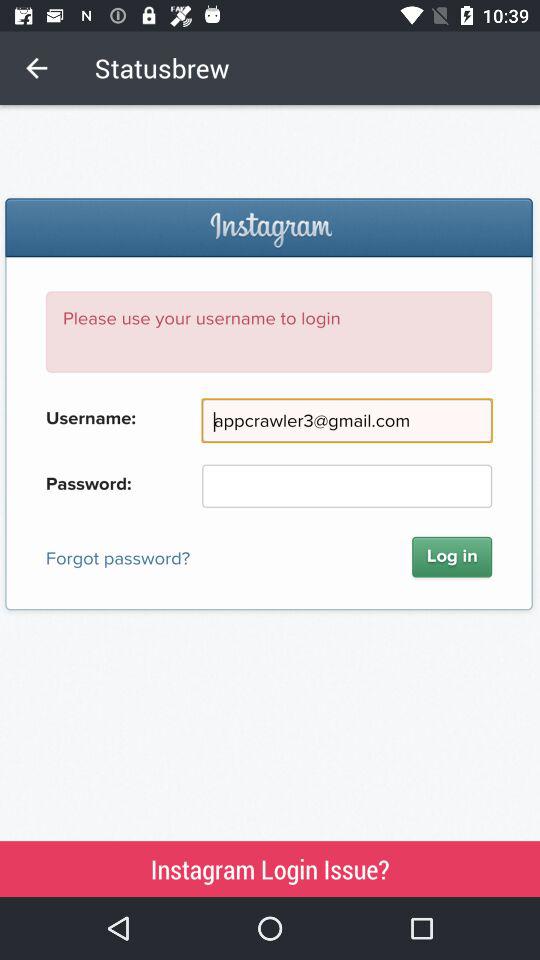 10:39
Statusbrew
Instagram
Please use your username to login
Username: appcrawler3@gmail.com
Password:
Forgot password? Log in
Instagram Login Issue?